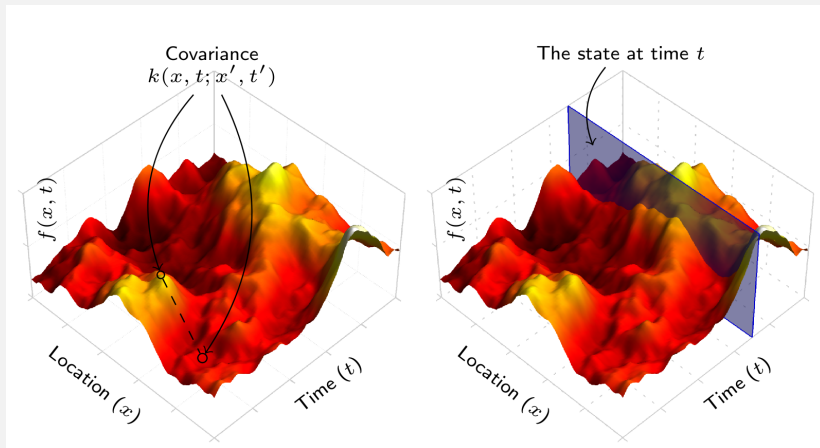 Covariance
k(x, t; x′, t′)
f(x, t)
Location (x)
Time (t)
The state at time t
f(x, t)
Location (x)
Time (t)